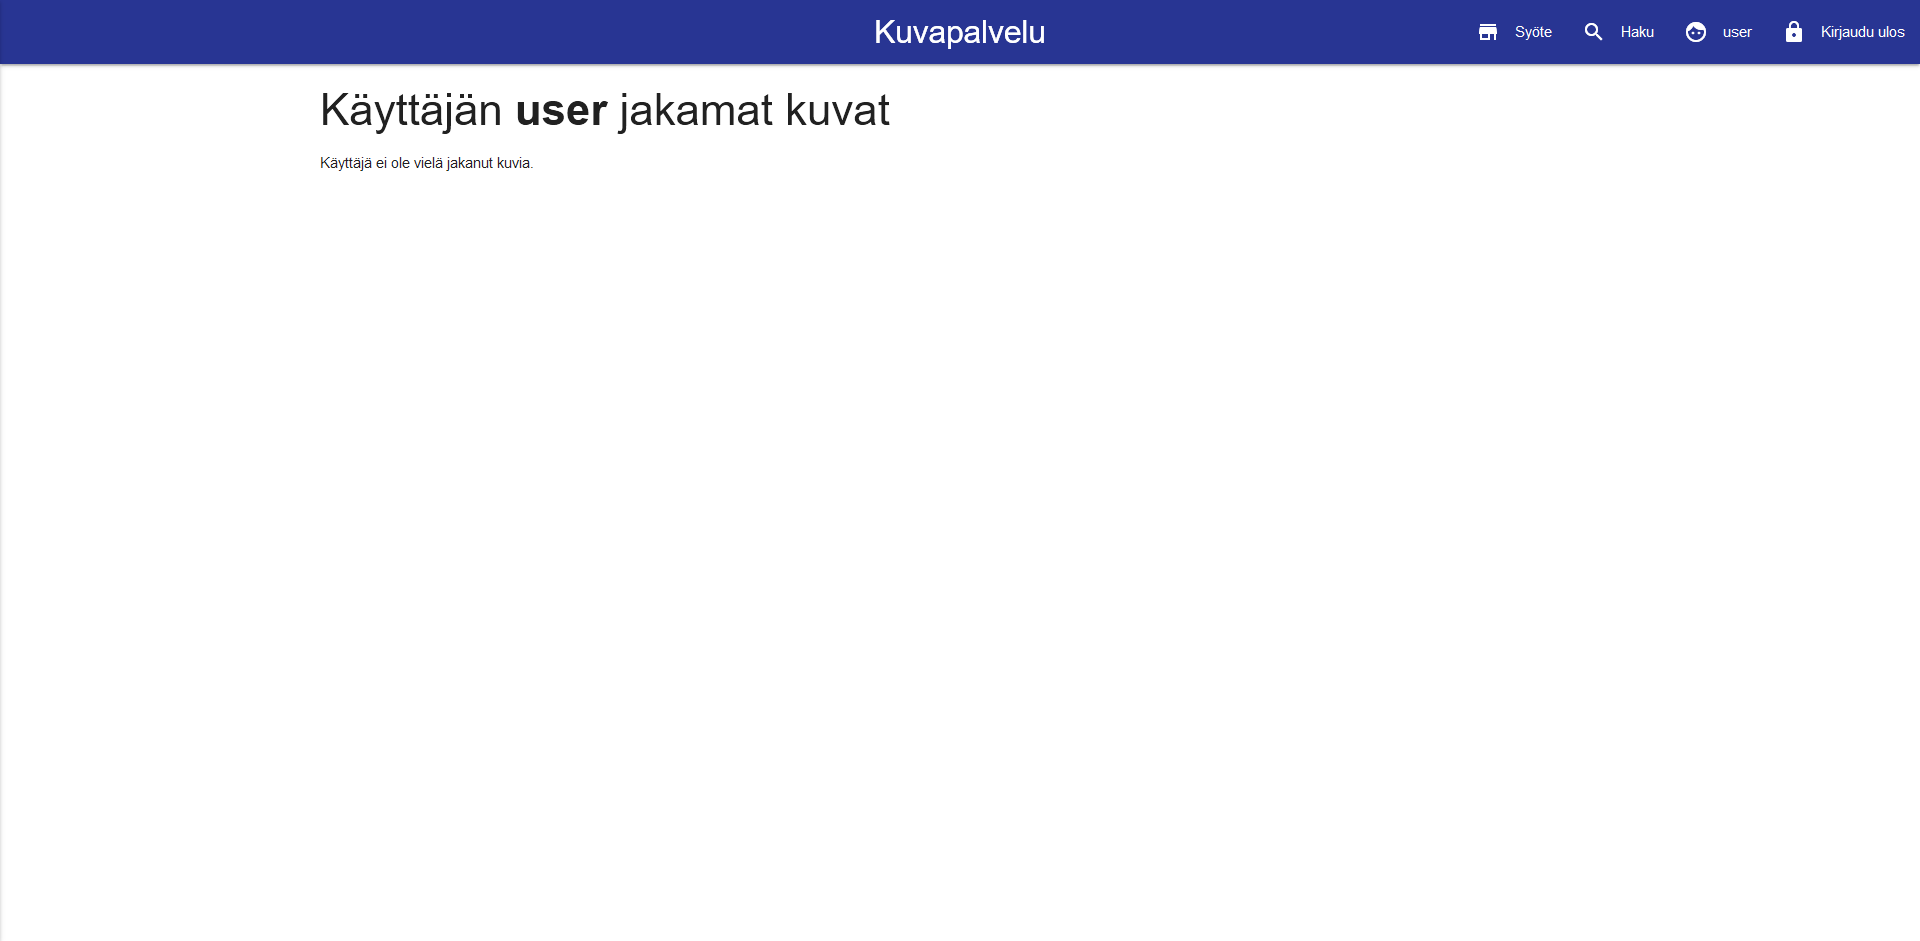 Kuvapalvelu
Syöte
Haku
user
Kirjaudu ulos
Käyttäjän user jakamat kuvat
Käyttäjä ei ole vielä jakanut kuvia.